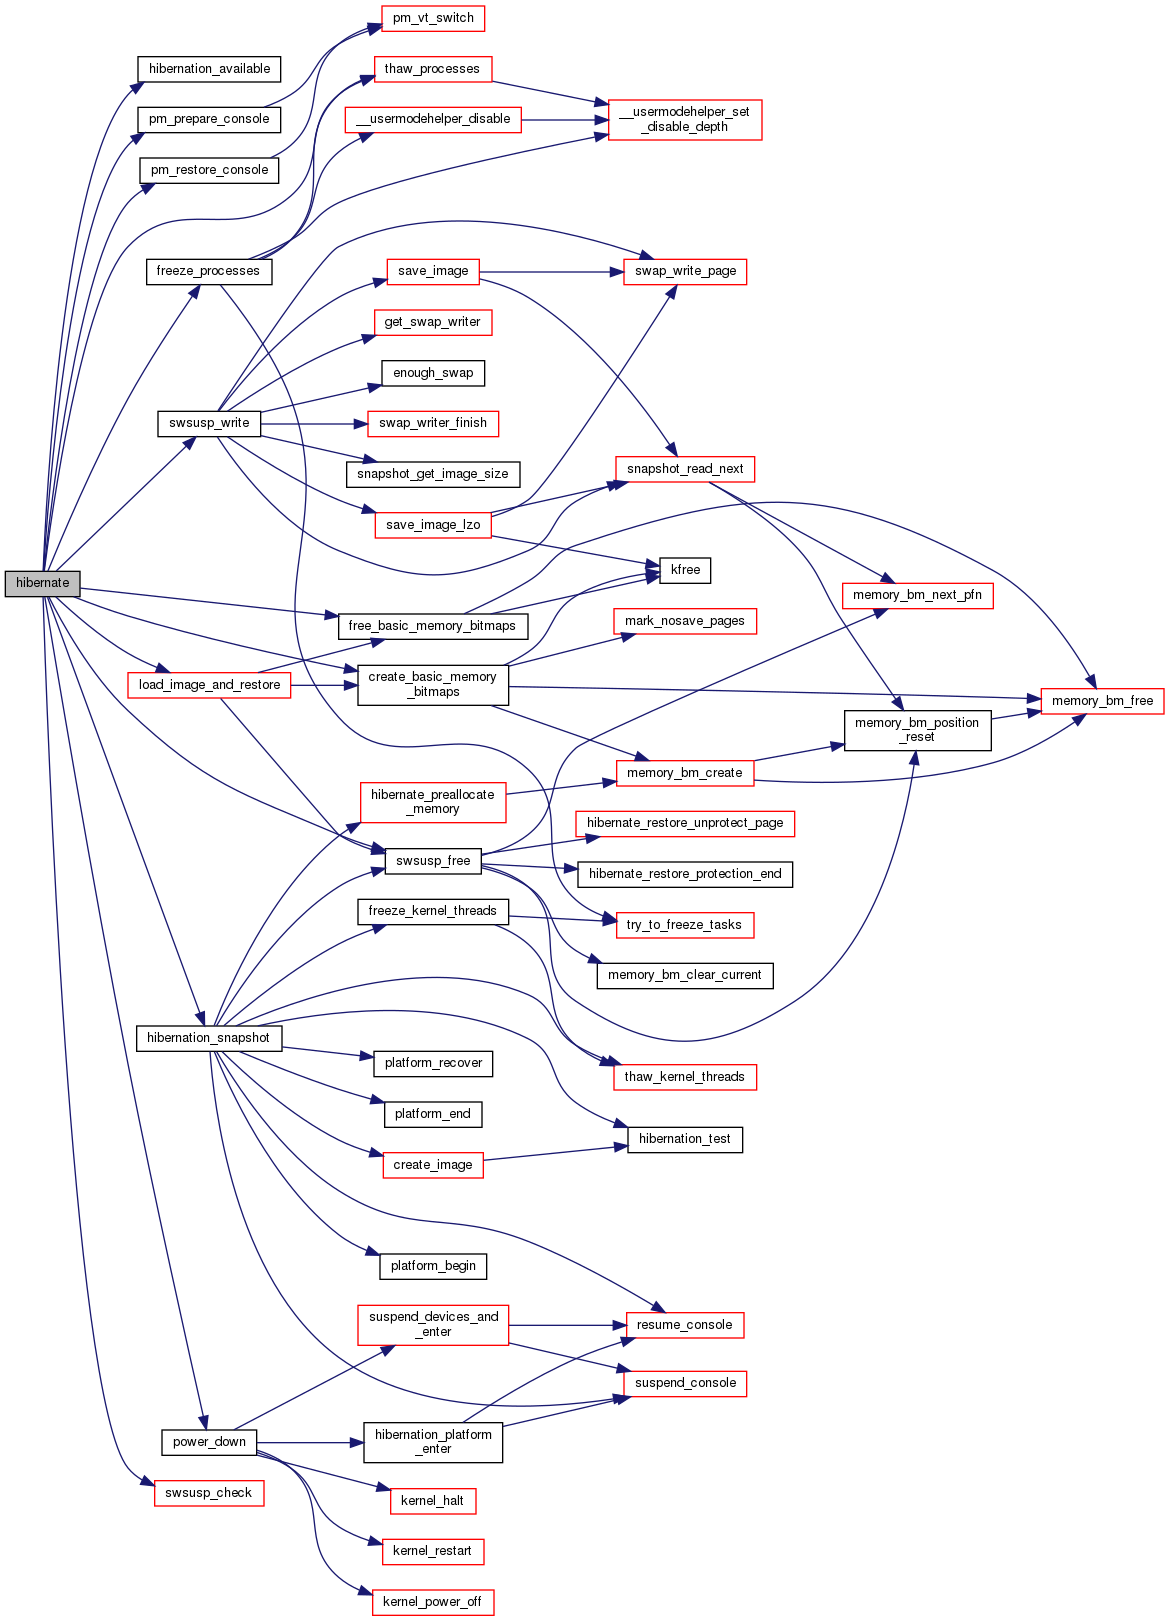 pm_vt_switch
hibernation_available
thaw_processes
pm_prepare_console
__usermodehelper_disable
__usermodehelper_set
_disable_depth
pm_restore_console
freeze_processes
save_image
swap_write_page
get_swap_writer
enough_swap
swsusp_write
swap_writer_finish
snapshot_get_image_size
snapshot_read_next
save_image_lzo
hibernate
kfree
memory_bm_next_pfn
free_basic_memory_bitmaps
mark_nosave_pages
load_image_and_restore
create_basic_memory
_bitmaps
memory_bm_free
memory_bm_position
_reset
memory_bm_create
hibernate_preallocate
_memory
hibernate_restore_unprotect_page
swsusp_free
hibernate_restore_protection_end
freeze_kernel_threads
try_to_freeze_tasks
memory_bm_clear_current
hibernation_snapshot
platform_recover
thaw_kernel_threads
platform_end
hibernation_test
create_image
platform_begin
suspend_devices_and
_enter
resume_console
suspend_console
power_down
hibernation_platform
_enter
swsusp_check
kernel_halt
kernel_restart
kernel_power_off